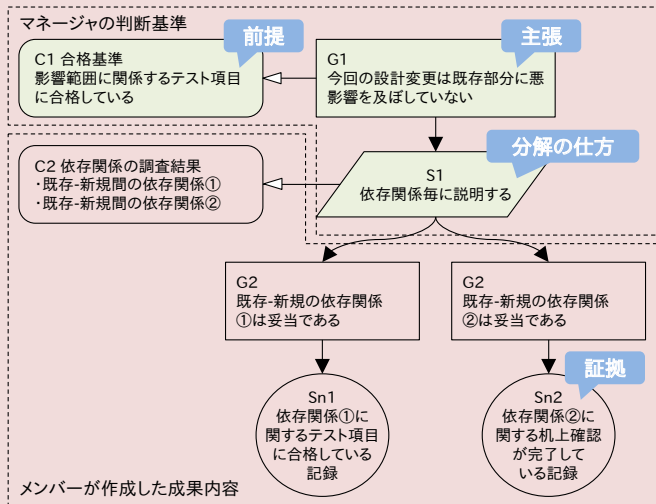 マネージャの判断基準
前提
C1 合格基準
影響範囲に関係するテスト項目
に合格している
主張
G1
今回の設計変更は既存部分に悪
影響を及ぼしていない
分解の仕方
S1
依存関係毎に説明する
C2 依存関係の調査結果
・既存-新規間の依存関係①
・既存-新規間の依存関係②
G2
既存-新規の依存関係
①は妥当である
G2
既存-新規の依存関係
②は妥当である
証拠
Sn1
依存関係①に
関するテスト項目
に合格している
記録
Sn2
依存関係②に
関する机上確認
が完了して
いる記録
メンバーが作成した成果内容